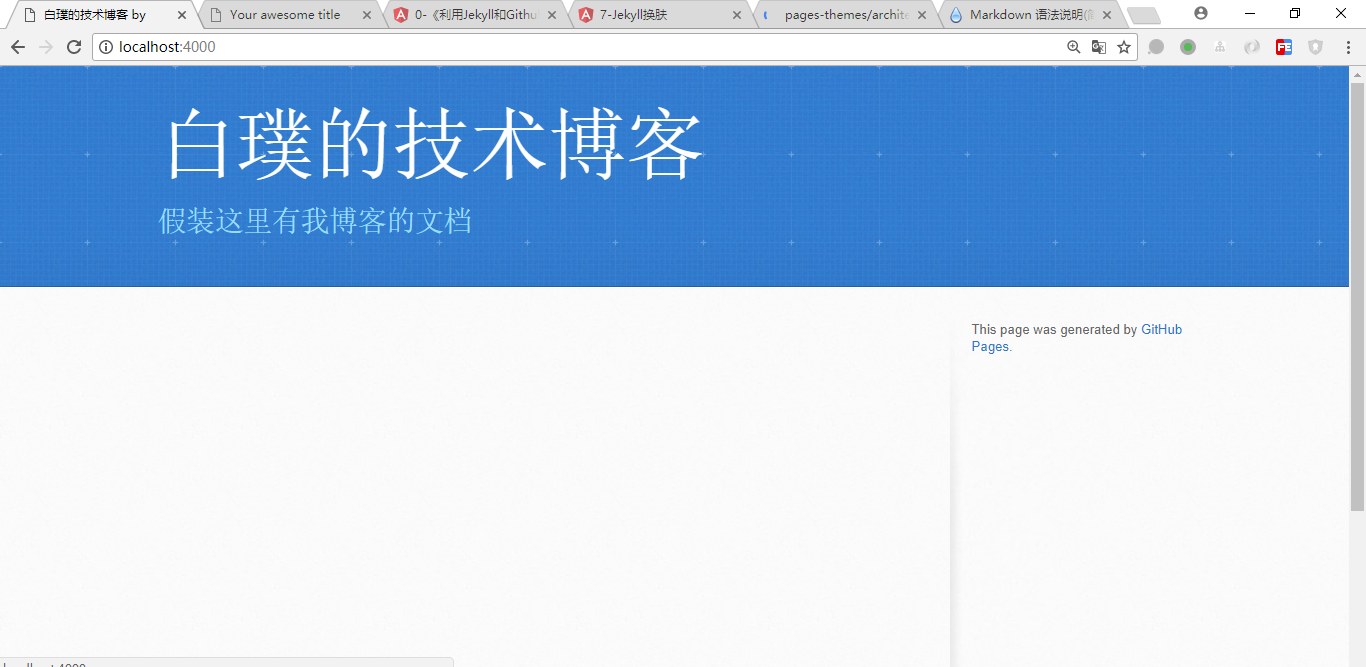 白璞的技术博客 by
Your awesome title
0-《利用Jekyll和Githu
7-Jekyll换肤
pages-themes/archite
Markdown 语法说明(
localhost:4000
白璞的技术博客
假装这里有我博客的文档
This page was generated by GitHub
Pages.
localhost:4000